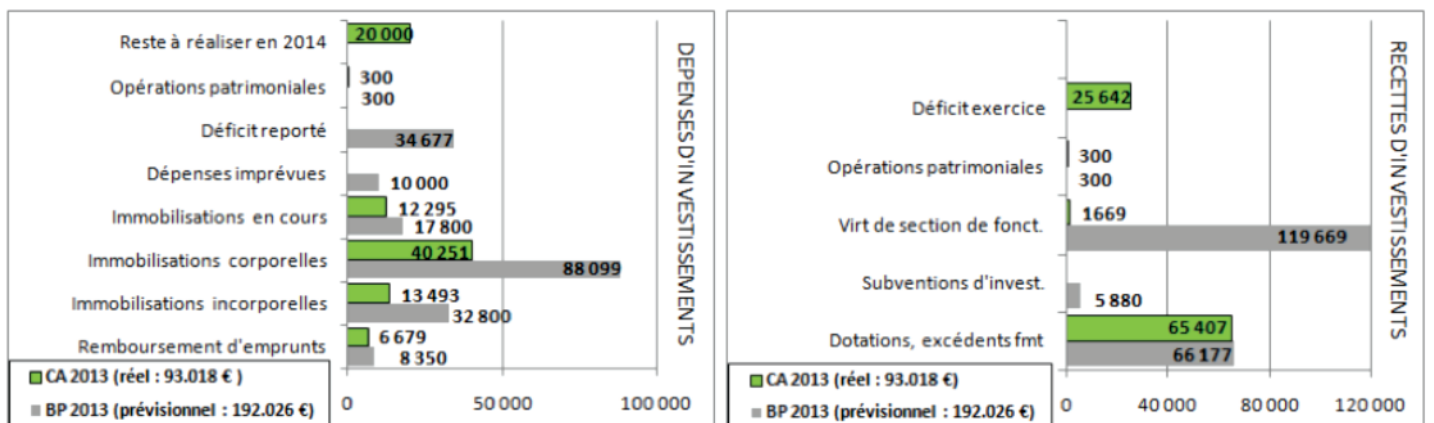 Reste à réaliser en 2014
20 000
Opérations patrimoniales
300
300
Déficit reporté
34 677
Dépenses imprévues
10 000
Immobilisations en cours
12 295
17 800
Immobilisations corporelles
40 251
88 099
Immobilisations incorporelles
13 493
32 800
Remboursement d'emprunts
6 679
8 350
CA 2013 (réel : 93.018 € )
BP 2013 (prévisionnel : 192.026 €)
0
50 000
100 000
DEPENSES D'INVESTISSEMENTS
Déficit exercice
25 642
Opérations patrimoniales
300
300
Virt de section de fonct.
1669
119 669
Subventions d'invest.
5 880
Dotations, excédents fmt
65 407
66 177
CA 2013 (réel : 93.018 €)
BP 2013 (prévisionnel : 192.026 €)
0
40 000
80 000
120 000
RECETTES D'INVESTISSEMENTS